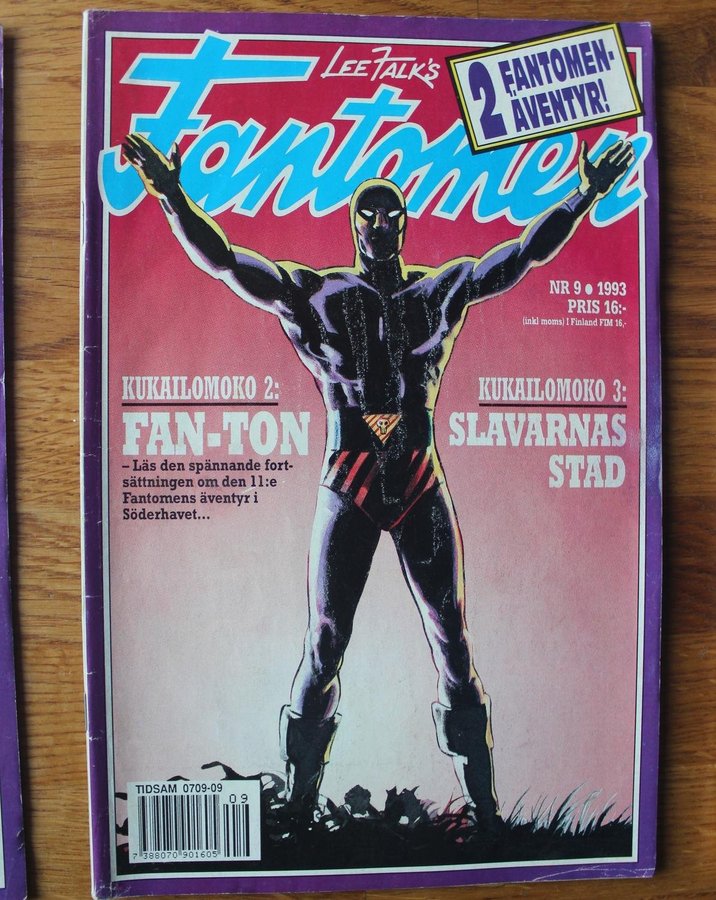 LEE FALK'S
Fantomen
2 FANTOMEN-
ÄVENTYR!
NR 9 • 1993
PRIS 16:-
(inkl moms) I Finland FIM 16,-
KUKAILOMOKO 2:
FAN-TON
– Läs den spännande fort-
sättningen om den 11:e
Fantomens äventyr i
Söderhavet...
KUKAILOMOKO 3:
SLAVARNAS
STAD
TIDSAM 0709-09
09
7 388070 901605